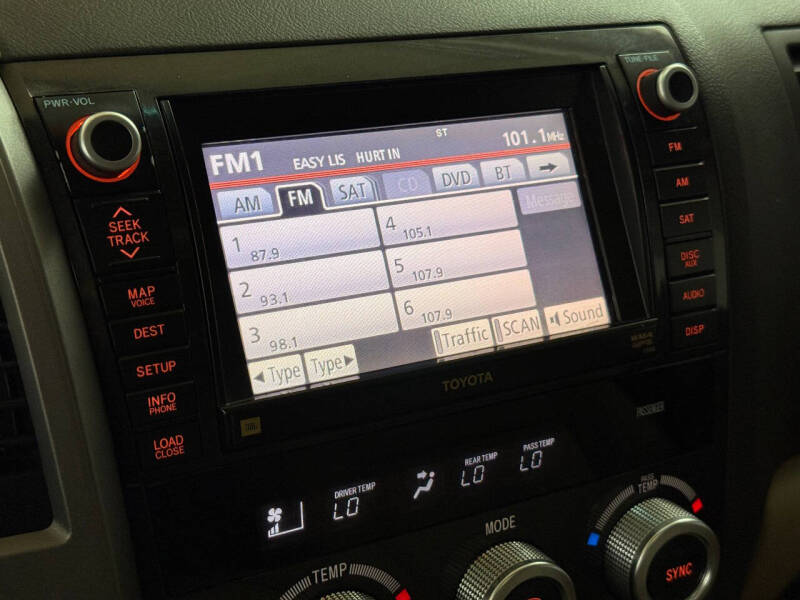 PWR·VOL
TUNE·FILE
ST
101.1MHz
FM1 EASY LIS HURT IN
AM FM SAT CD DVD BT
Message
1 87.9
4 105.1
2 93.1
5 107.9
3 98.1
6 107.9
Type Type Traffic SCAN Sound
SEEK
TRACK
MAP
VOICE
DEST
SETUP
INFO
PHONE
LOAD
CLOSE
FM
AM
SAT
DISC
AUX
AUDIO
DISP
TOYOTA
JBL
DRIVER TEMP
LO
REAR TEMP
LO
PASS TEMP
LO
TEMP
MODE
PASS
TEMP
SYNC